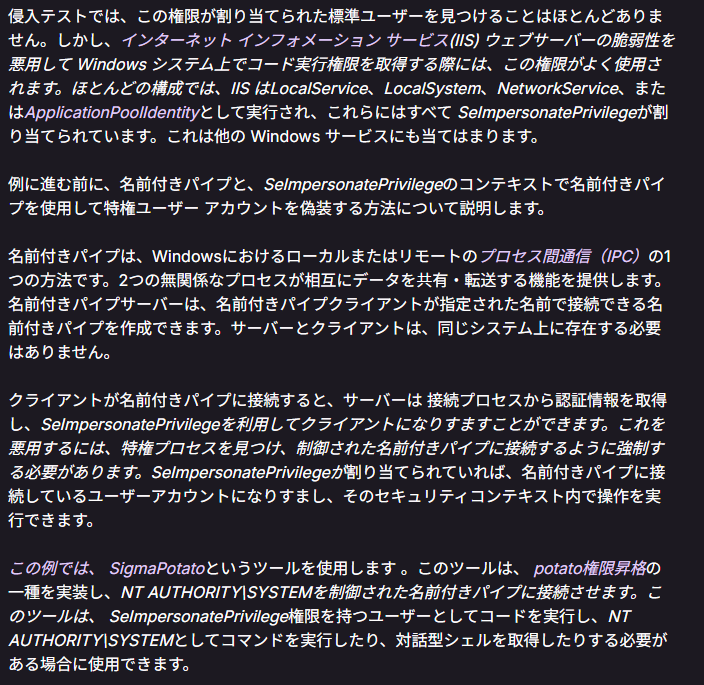 侵入テストでは、この権限が割り当てられた標準ユーザーを見つけることはほとんどありま
せん。しかし、インターネット インフォメーション サービス(IIS) ウェブサーバーの脆弱性を
悪用して Windows システム上でコード実行権限を取得する際には、この権限がよく使用さ
れます。ほとんどの構成では、IIS はLocalService、LocalSystem、NetworkService、また
はApplicationPoolIdentityとして実行され、これらにはすべて SeImpersonatePrivilegeが割
り当てられています。これは他の Windows サービスにも当てはまります。
例に進む前に、名前付きパイプと、SeImpersonatePrivilegeのコンテキストで名前付きパイ
プを使用して特権ユーザー アカウントを偽装する方法について説明します。
名前付きパイプは、Windowsにおけるローカルまたはリモートのプロセス間通信（IPC）の1
つの方法です。2つの無関係なプロセスが相互にデータを共有・転送する機能を提供します。
名前付きパイプサーバーは、名前付きパイプクライアントが指定された名前で接続できる名
前付きパイプを作成できます。サーバーとクライアントは、同じシステム上に存在する必要
はありません。
クライアントが名前付きパイプに接続すると、サーバーは 接続プロセスから認証情報を取得
し、SeImpersonatePrivilegeを利用してクライアントになりすますことができます。これを
悪用するには、特権プロセスを見つけ、制御された名前付きパイプに接続するように強制す
る必要があります。SeImpersonatePrivilegeが割り当てられていれば、名前付きパイプに接
続しているユーザーアカウントになりすまし、そのセキュリティコンテキスト内で操作を実
行できます。
この例では、 SigmaPotatoというツールを使用します 。このツールは、 potato権限昇格の
一種を実装し、NT AUTHORITY\SYSTEMを制御された名前付きパイプに接続させます。こ
のツールは、 SeImpersonatePrivilege権限を持つユーザーとしてコードを実行し、NT
AUTHORITY\SYSTEMとしてコマンドを実行したり、対話型シェルを取得したりする必要が
ある場合に使用できます。